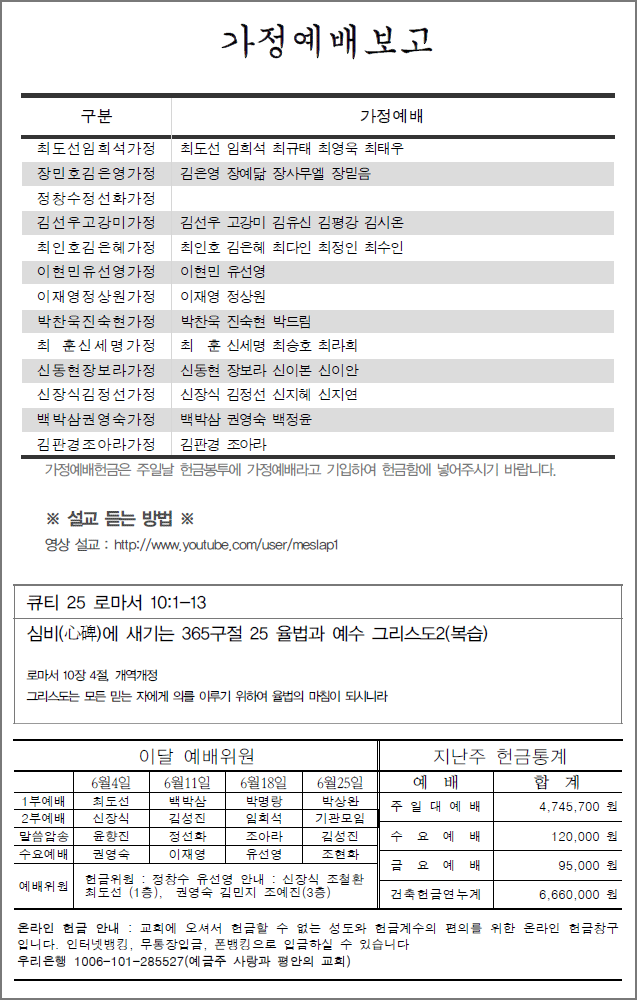 가정예배보고
구분 가정예배
최도선임희석가정 최도선 임희석 최규태 최영욱 최태우
장민호김은영가정 김은영 장예닮 장사무엘 장믿음
정창수정선화가정
김선우고강미가정 김선우 고강미 김유신 김평강 김시온
최인호김은혜가정 최인호 김은혜 최다인 최정인 최수인
이현민유선영가정 이현민 유선영
이재영정상원가정 이재영 정상원
박찬욱진숙현가정 박찬욱 진숙현 박드림
최 훈신세명가정 최 훈 신세명 최승호 최라희
신동현장보라가정 신동현 장보라 신이본 신이안
신장식김정선가정 신장식 김정선 신지혜 신지연
백박삼권영숙가정 백박삼 권영숙 백정윤
김판경조아라가정 김판경 조아라
가정예배헌금은 주일날 헌금봉투에 가정예배라고 기입하여 헌금함에 넣어주시기 바랍니다.
※ 설교 듣는 방법 ※
영상 설교 : http://www.youtube.com/user/meslap1
큐티 25 로마서 10:1-13
심비(心碑)에 새기는 365구절 25 율법과 예수 그리스도2(복습)
로마서 10장 4절, 개역개정
그리스도는 모든 믿는 자에게 의를 이루기 위하여 율법의 마침이 되시니라
이달 예배위원
6월4일 6월11일 6월18일 6월25일
1부예배 최도선 백박삼 박명랑 박상완
2부예배 신장식 김성진 임희석 기관모임
말씀암송 윤향진 정선화 조아라 김성진
수요예배 권영숙 이재영 유선영 조현화
예배위원 헌금위원 : 정창수 유선영 안내 : 신장식 조철환
최도선 (1층), 권영숙 김민지 조예진(3층)
지난주 헌금통계
예 배 합 계
주 일 대 예 배 4,745,700 원
수 요 예 배 120,000 원
금 요 예 배 95,000 원
건축헌금연누계 6,660,000 원
온라인 헌금 안내 : 교회에 오셔서 헌금할 수 없는 성도와 헌금계수의 편의를 위한 온라인 헌금창구
입니다. 인터넷뱅킹, 무통장입금, 폰뱅킹으로 입금하실 수 있습니다
우리은행 1006-101-285527(예금주 사랑과 평안의 교회)